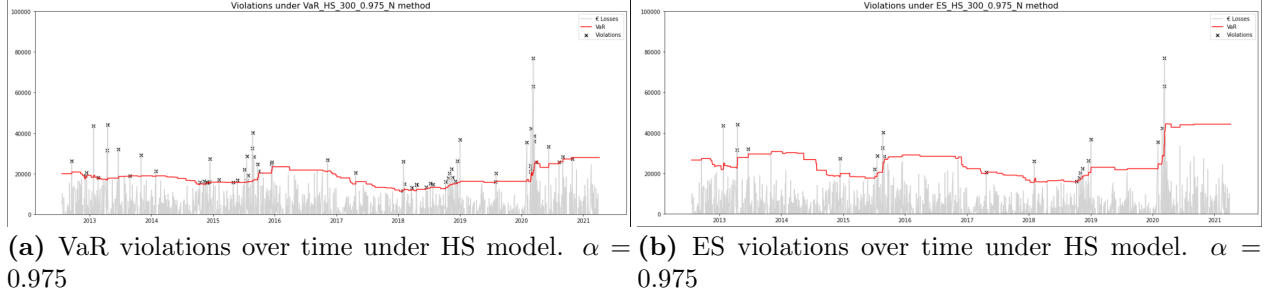 Violations under VaR_HS_300_0.975_N method
100000
80000
60000
40000
20000
0
2013 2014 2015 2016 2017 2018 2019 2020 2021
€ Losses
VaR
Violations
(a) VaR violations over time under HS model. α =
0.975
Violations under ES_HS_300_0.975_N method
100000
80000
60000
40000
20000
0
2013 2014 2015 2016 2017 2018 2019 2020 2021
€ Losses
VaR
Violations
(b) ES violations over time under HS model. α =
0.975